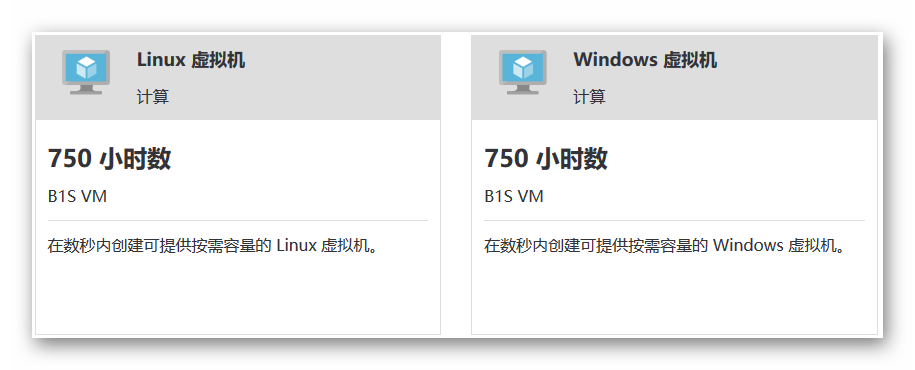 Linux 虚拟机
计算
750 小时数
B1S VM
在数秒内创建可提供按需容量的 Linux 虚拟机。
Windows 虚拟机
计算
750 小时数
B1S VM
在数秒内创建可提供按需容量的 Windows 虚拟机。